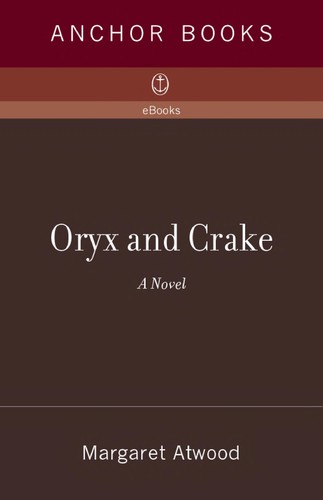 ANCHOR BOOKS
eBooks
Oryx and Crake
A Novel
Margaret Atwood